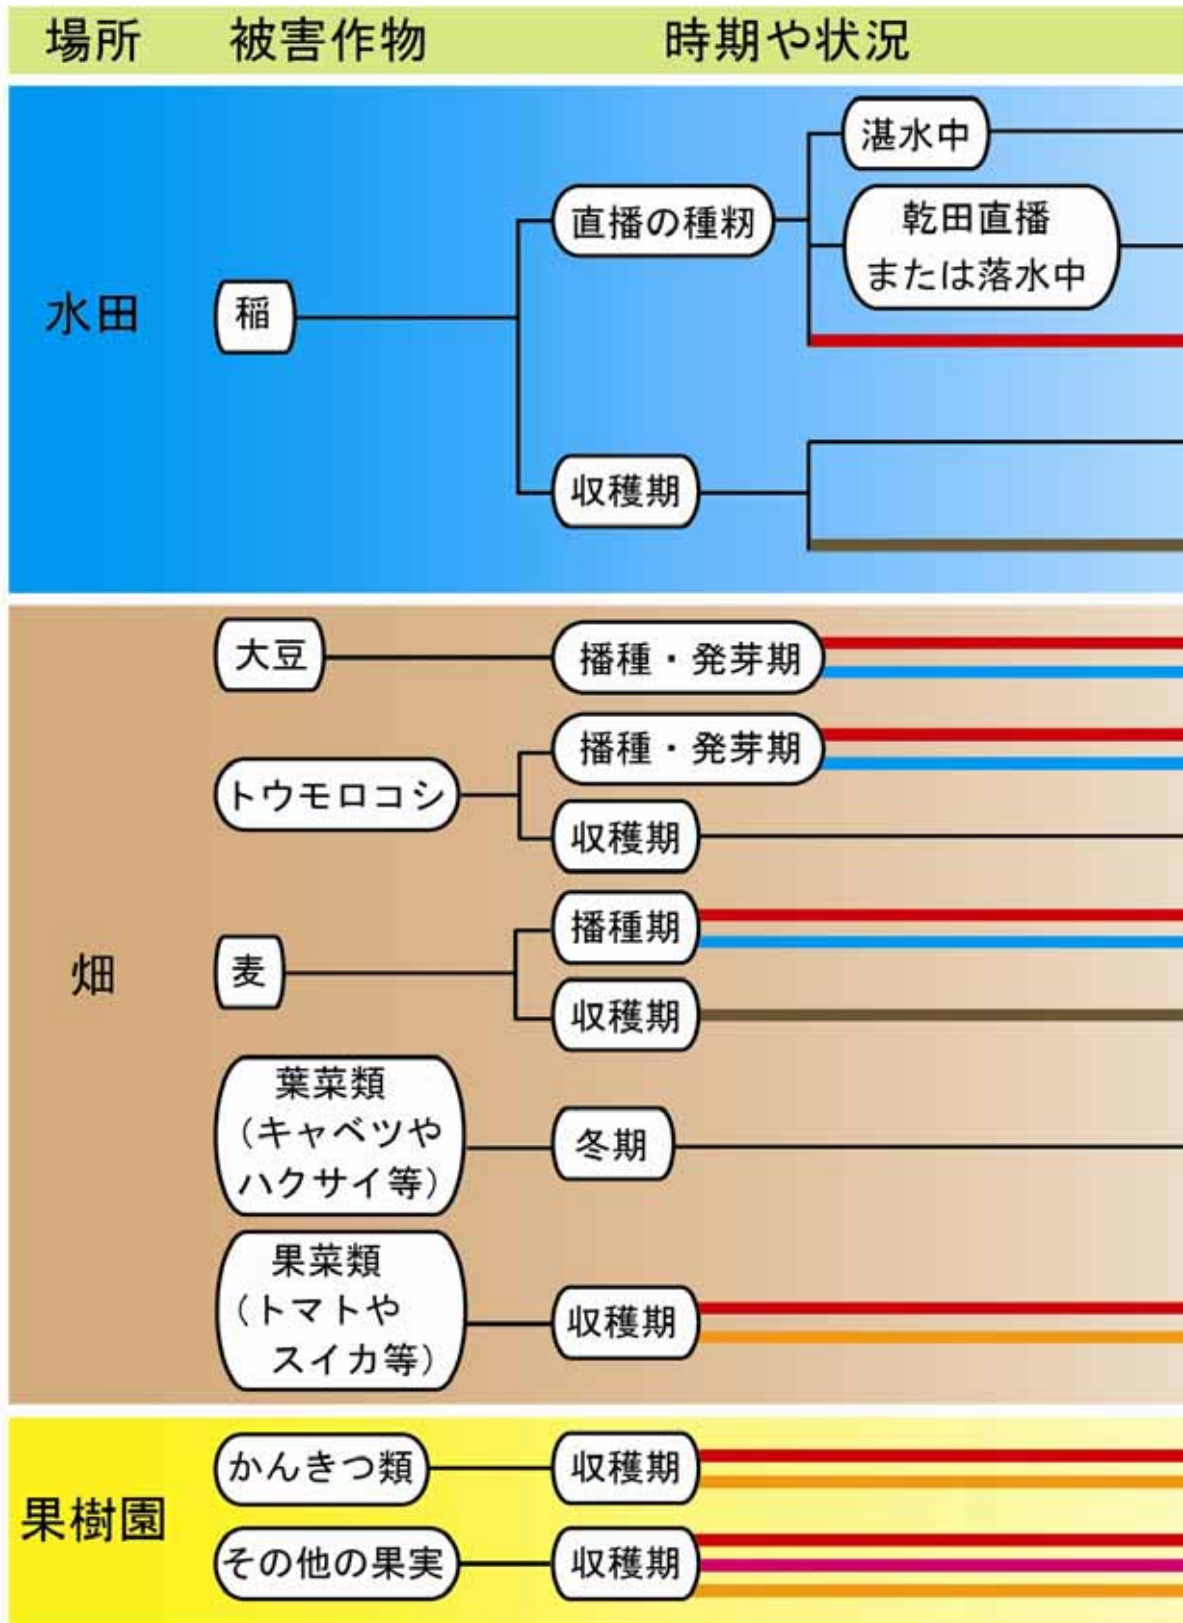 場所 被害作物 時期や状況
水田
稲
直播の種籾
湛水中
乾田直播
または落水中
収穫期
畑
大豆
播種・発芽期
トウモロコシ
播種・発芽期
収穫期
麦
播種期
収穫期
葉菜類
(キャベツや
ハクサイ等)
冬期
果菜類
(トマトや
スイカ等)
収穫期
果樹園
かんきつ類
収穫期
その他の果実
収穫期